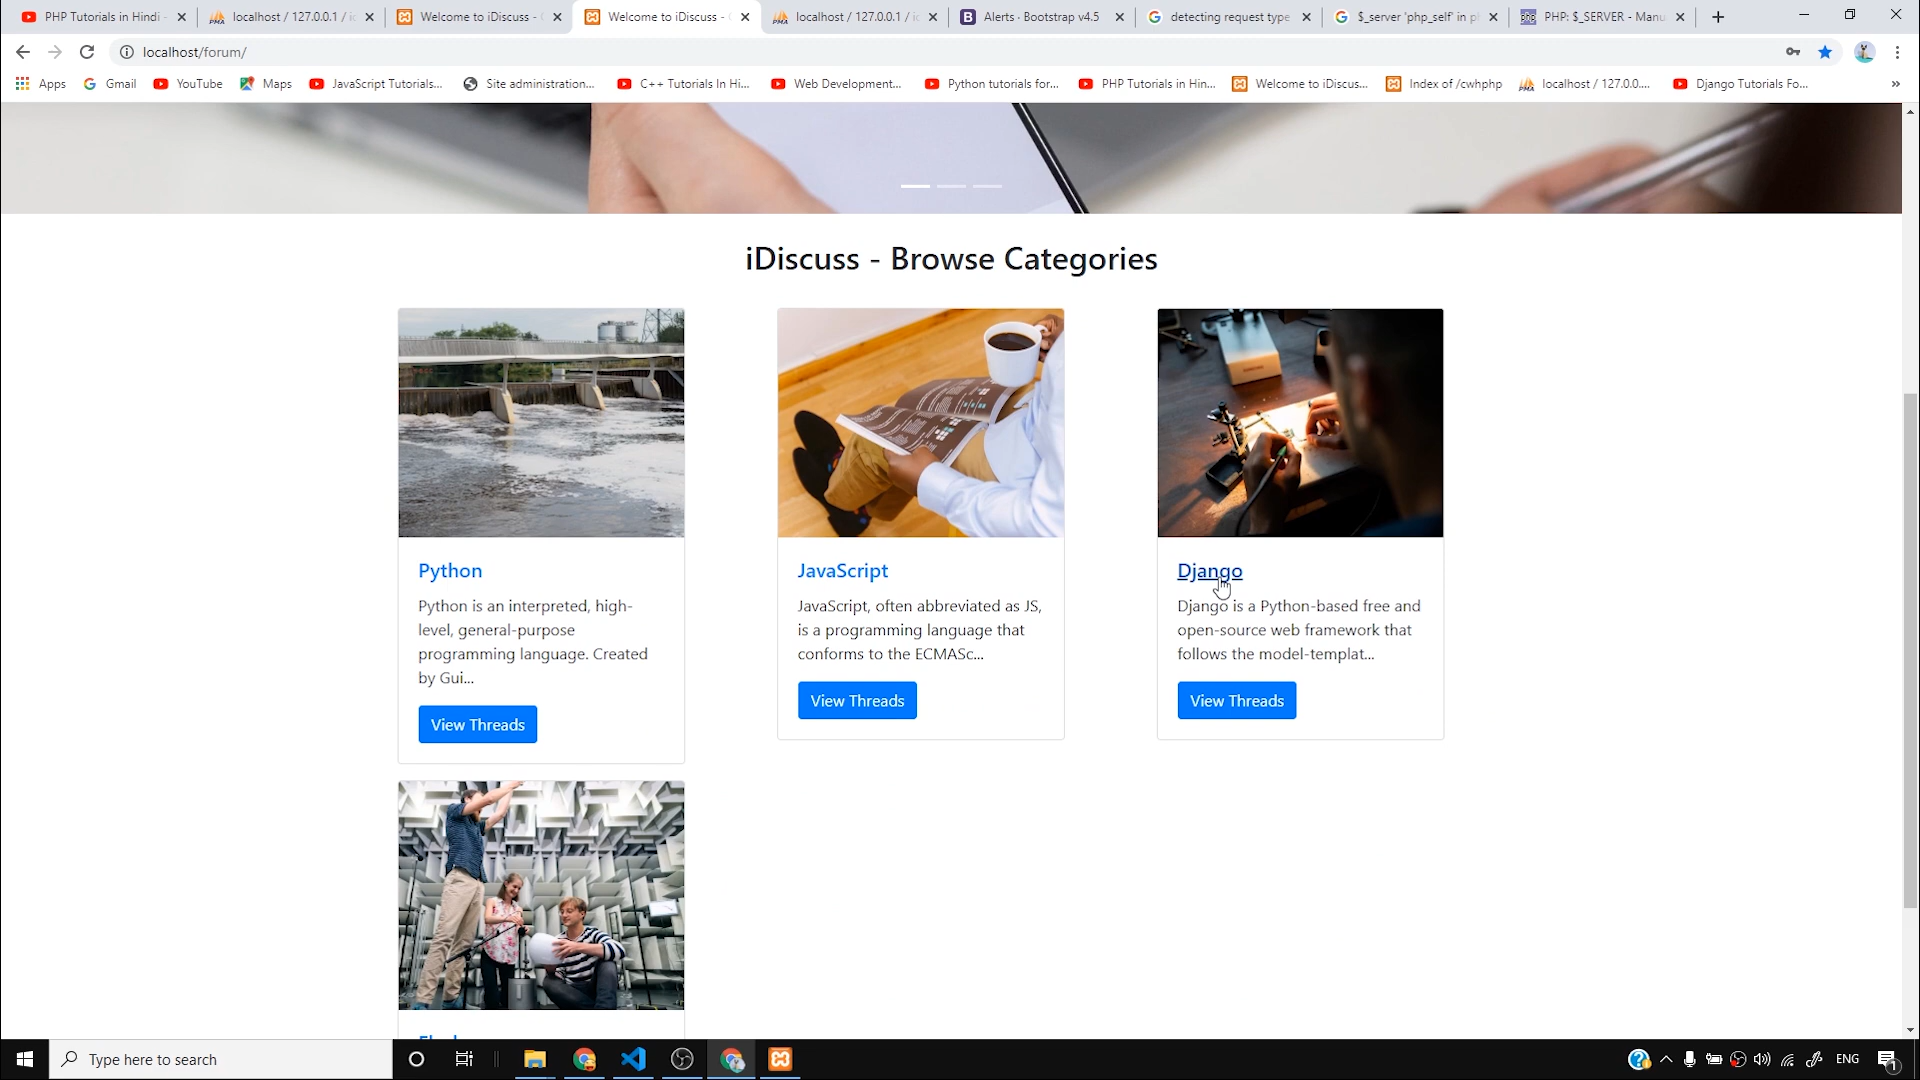 PHP Tutorials in Hindi -
localhost / 127.0.0.1 / ic
Welcome to iDiscuss - C
Welcome to iDiscuss - C
localhost / 127.0.0.1 / ic
Alerts · Bootstrap v4.5
detecting request type
$_server 'php_self' in p
PHP: $_SERVER - Manu
localhost/forum/
Apps
Gmail
YouTube
Maps
JavaScript Tutorials...
Site administration...
C++ Tutorials In Hi...
Web Development...
Python tutorials for...
PHP Tutorials in Hin...
Welcome to iDiscus...
Index of /cwhphp
localhost / 127.0.0....
Django Tutorials Fo...
iDiscuss - Browse Categories
Python
Python is an interpreted, high-
level, general-purpose
programming language. Created
by Gui...
View Threads
JavaScript
JavaScript, often abbreviated as JS,
is a programming language that
conforms to the ECMASc...
View Threads
Django
Django is a Python-based free and
open-source web framework that
follows the model-templat...
View Threads
Type here to search
ENG
1